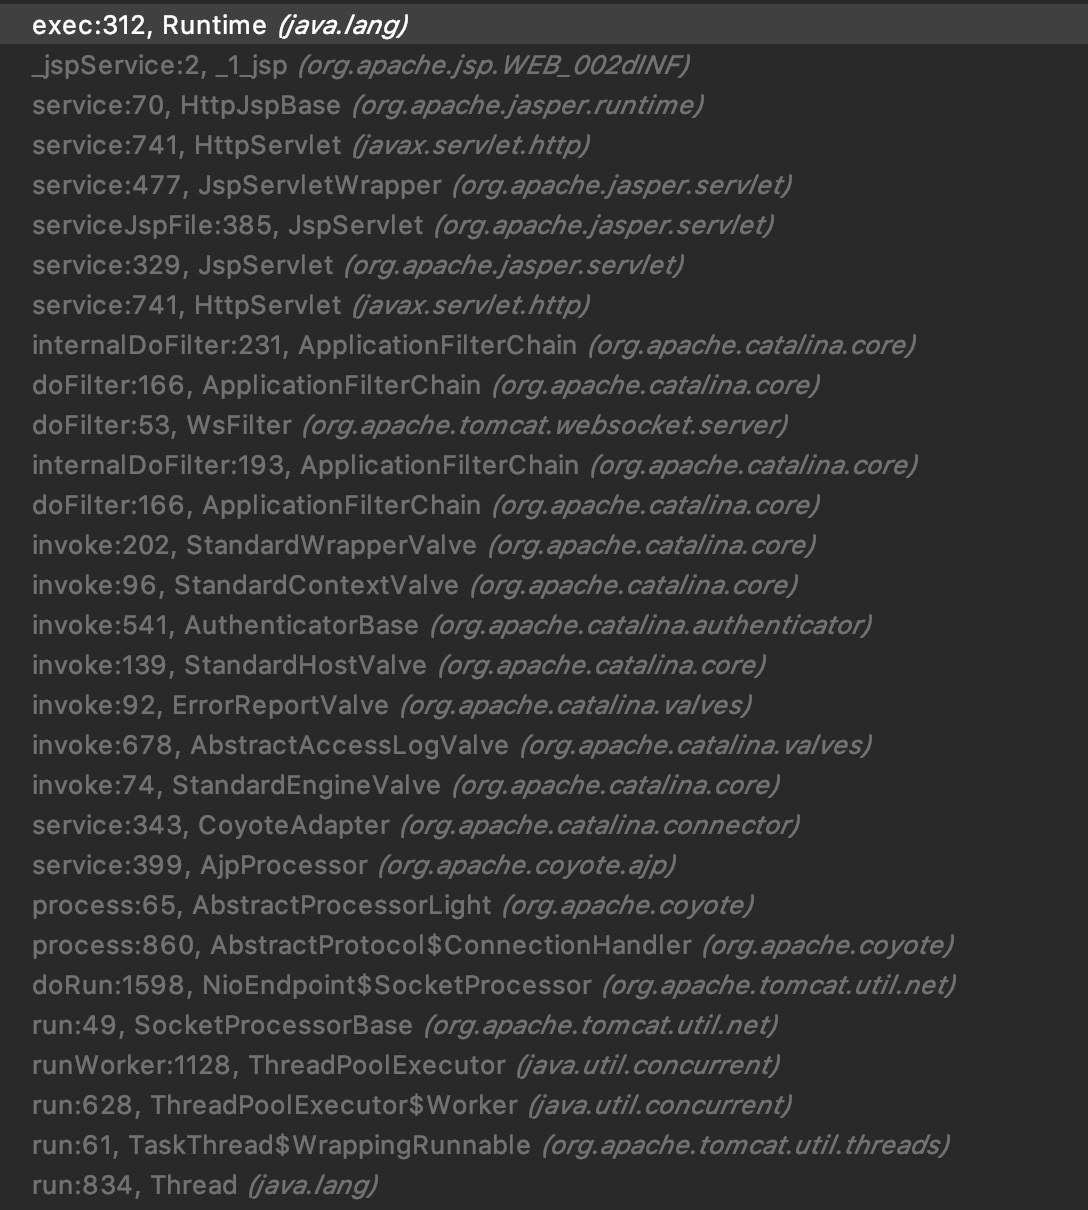 exec:312, Runtime (java.lang)
_jspService:2, _1_jsp (org.apache.jsp.WEB_002dINF)
service:70, HttpJspBase (org.apache.jasper.runtime)
service:741, HttpServlet (javax.servlet.http)
service:477, JspServletWrapper (org.apache.jasper.servlet)
serviceJspFile:385, JspServlet (org.apache.jasper.servlet)
service:329, JspServlet (org.apache.jasper.servlet)
service:741, HttpServlet (javax.servlet.http)
internalDoFilter:231, ApplicationFilterChain (org.apache.catalina.core)
doFilter:166, ApplicationFilterChain (org.apache.catalina.core)
doFilter:53, WsFilter (org.apache.tomcat.websocket.server)
internalDoFilter:193, ApplicationFilterChain (org.apache.catalina.core)
doFilter:166, ApplicationFilterChain (org.apache.catalina.core)
invoke:202, StandardWrapperValve (org.apache.catalina.core)
invoke:96, StandardContextValve (org.apache.catalina.core)
invoke:541, AuthenticatorBase (org.apache.catalina.authenticator)
invoke:139, StandardHostValve (org.apache.catalina.core)
invoke:92, ErrorReportValve (org.apache.catalina.valves)
invoke:678, AbstractAccessLogValve (org.apache.catalina.valves)
invoke:74, StandardEngineValve (org.apache.catalina.core)
service:343, CoyoteAdapter (org.apache.catalina.connector)
service:399, AjpProcessor (org.apache.coyote.ajp)
process:65, AbstractProcessorLight (org.apache.coyote)
process:860, AbstractProtocol$ConnectionHandler (org.apache.coyote)
doRun:1598, NioEndpoint$SocketProcessor (org.apache.tomcat.util.net)
run:49, SocketProcessorBase (org.apache.tomcat.util.net)
runWorker:1128, ThreadPoolExecutor (java.util.concurrent)
run:628, ThreadPoolExecutor$Worker (java.util.concurrent)
run:61, TaskThread$WrappingRunnable (org.apache.tomcat.util.threads)
run:834, Thread (java.lang)